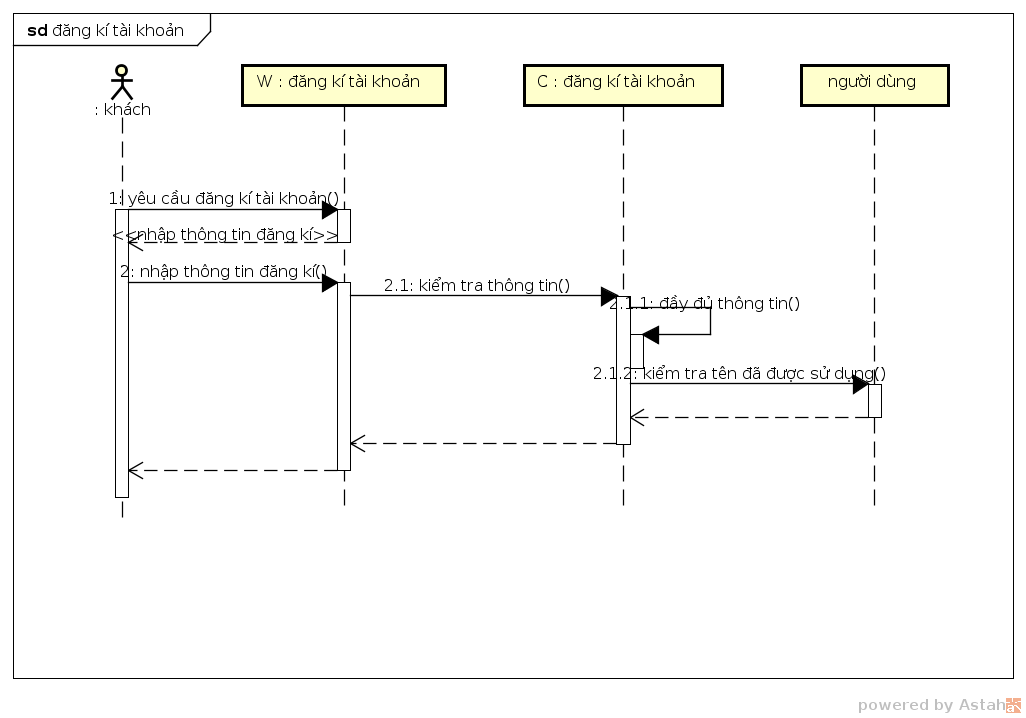 sd đăng kí tài khoản
: khách
W : đăng kí tài khoản
C : đăng kí tài khoản
người dùng
1: yêu cầu đăng kí tài khoản()
<<nhập thông tin đăng kí>>
2: nhập thông tin đăng kí()
2.1: kiểm tra thông tin()
2.1.1: đầy đủ thông tin()
2.1.2: kiểm tra tên đã được sử dụng()
powered by Astah